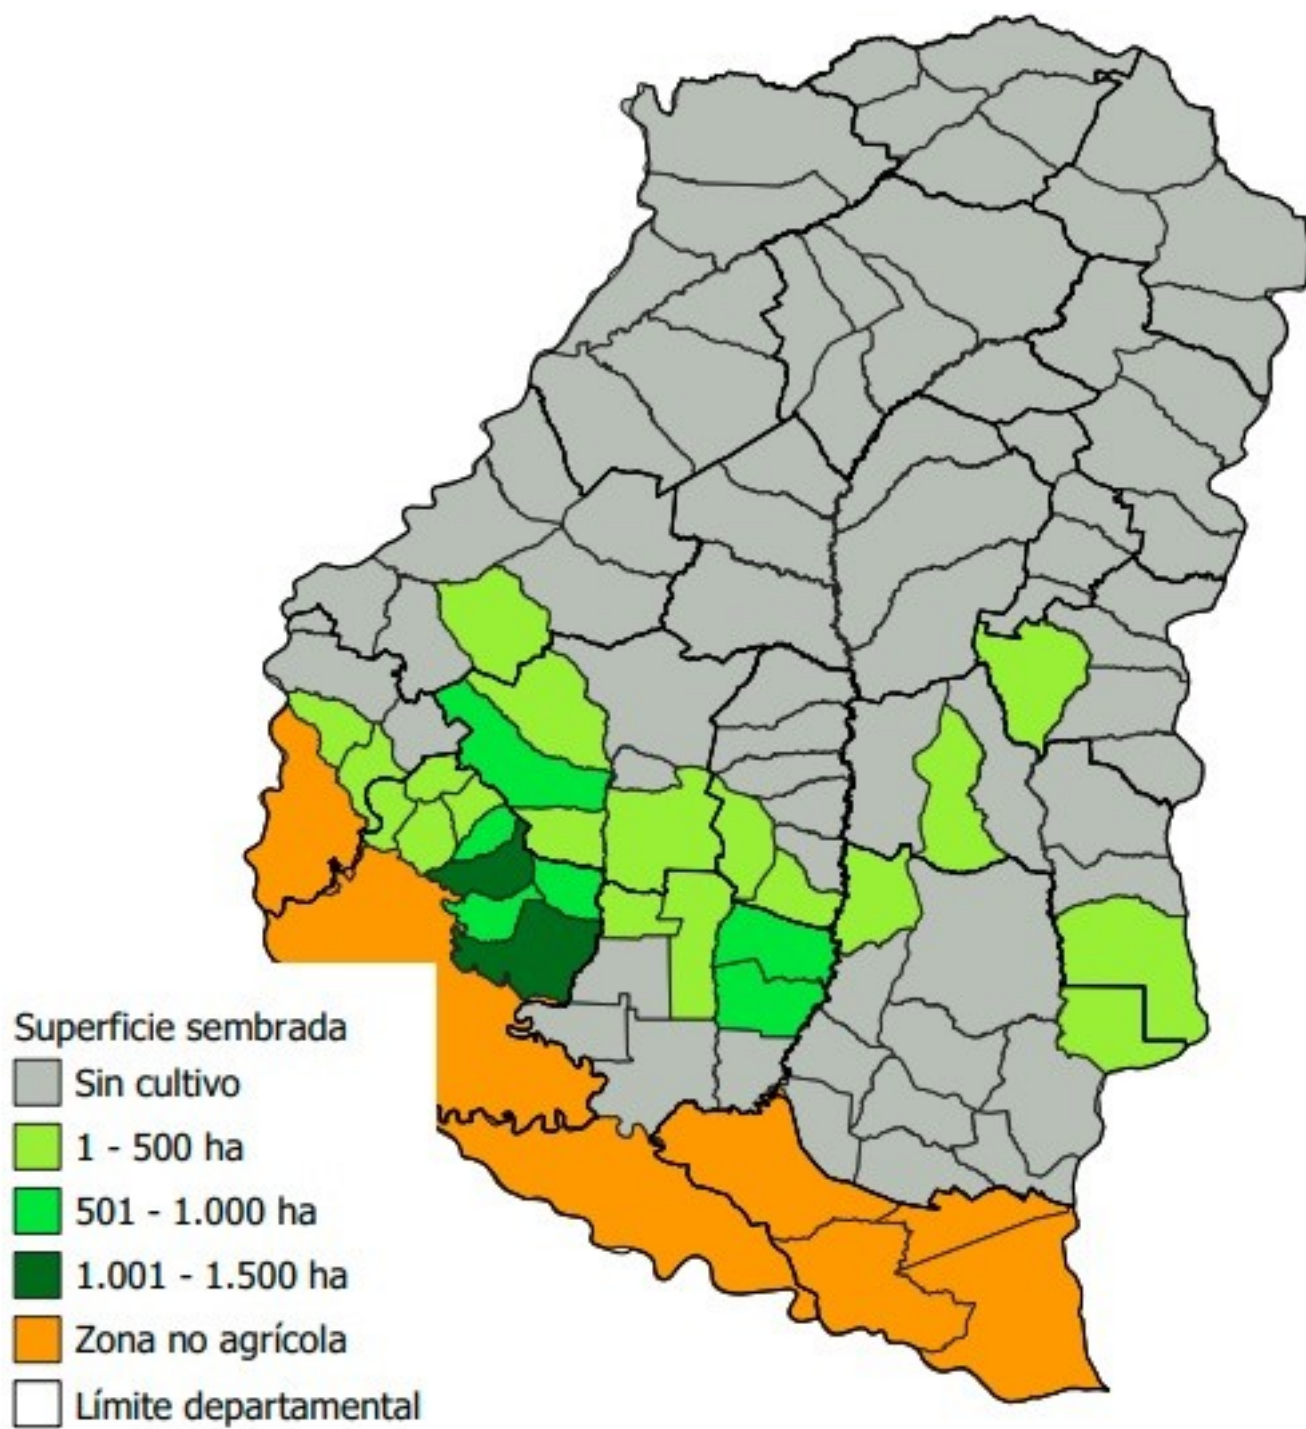 Superficie sembrada
Sin cultivo
1 - 500 ha
501 - 1.000 ha
1.001 - 1.500 ha
Zona no agrícola
Límite departamental